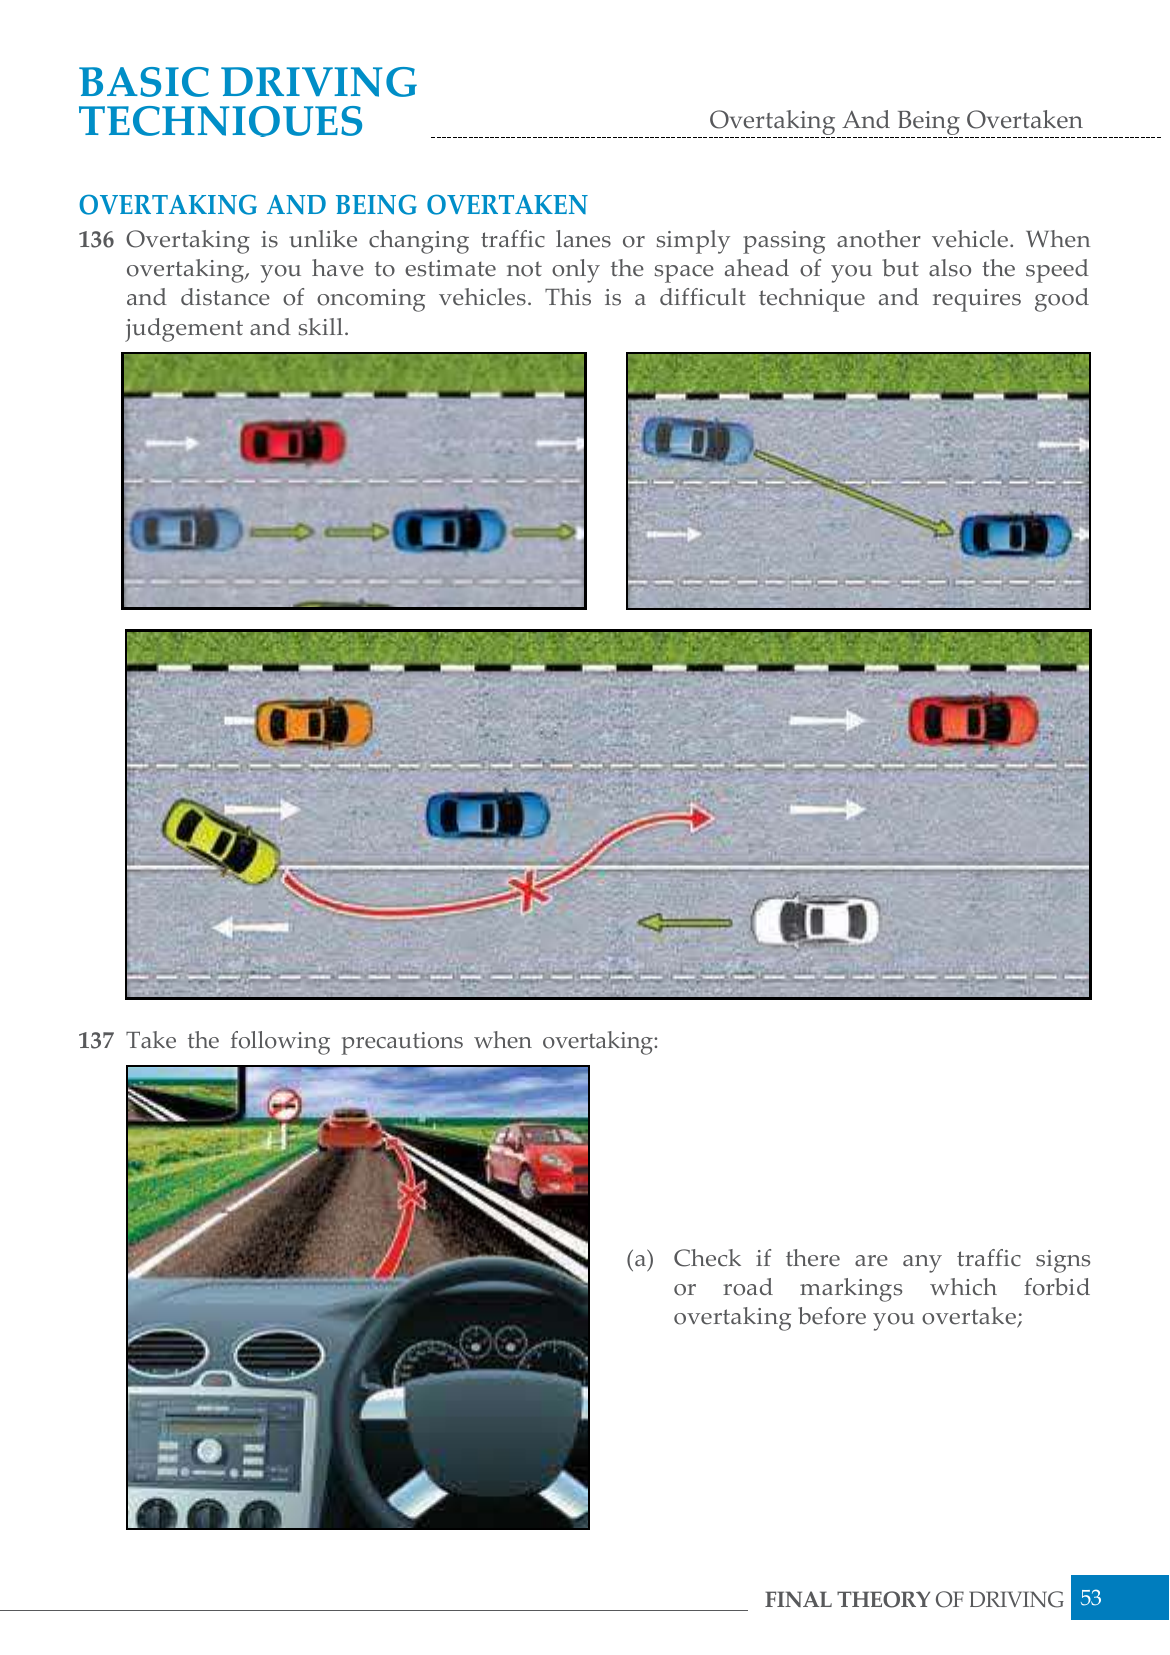 BASIC DRIVING
TECHNIOUES
Overtaking And Being Overtaken
OVERTAKING AND BEING OVERTAKEN
136 Overtaking is unlike changing traffic lanes or simply passing another vehicle. When
overtaking, you have to estimate not only the space ahead of you but also the speed
and distance of oncoming vehicles. This is a difficult technique and requires good
judgement and skill.
137 Take the following precautions when overtaking:
(a) Check if there are any traffic signs
or road markings which forbid
overtaking before you overtake;
FINAL THEORY OF DRIVING 53